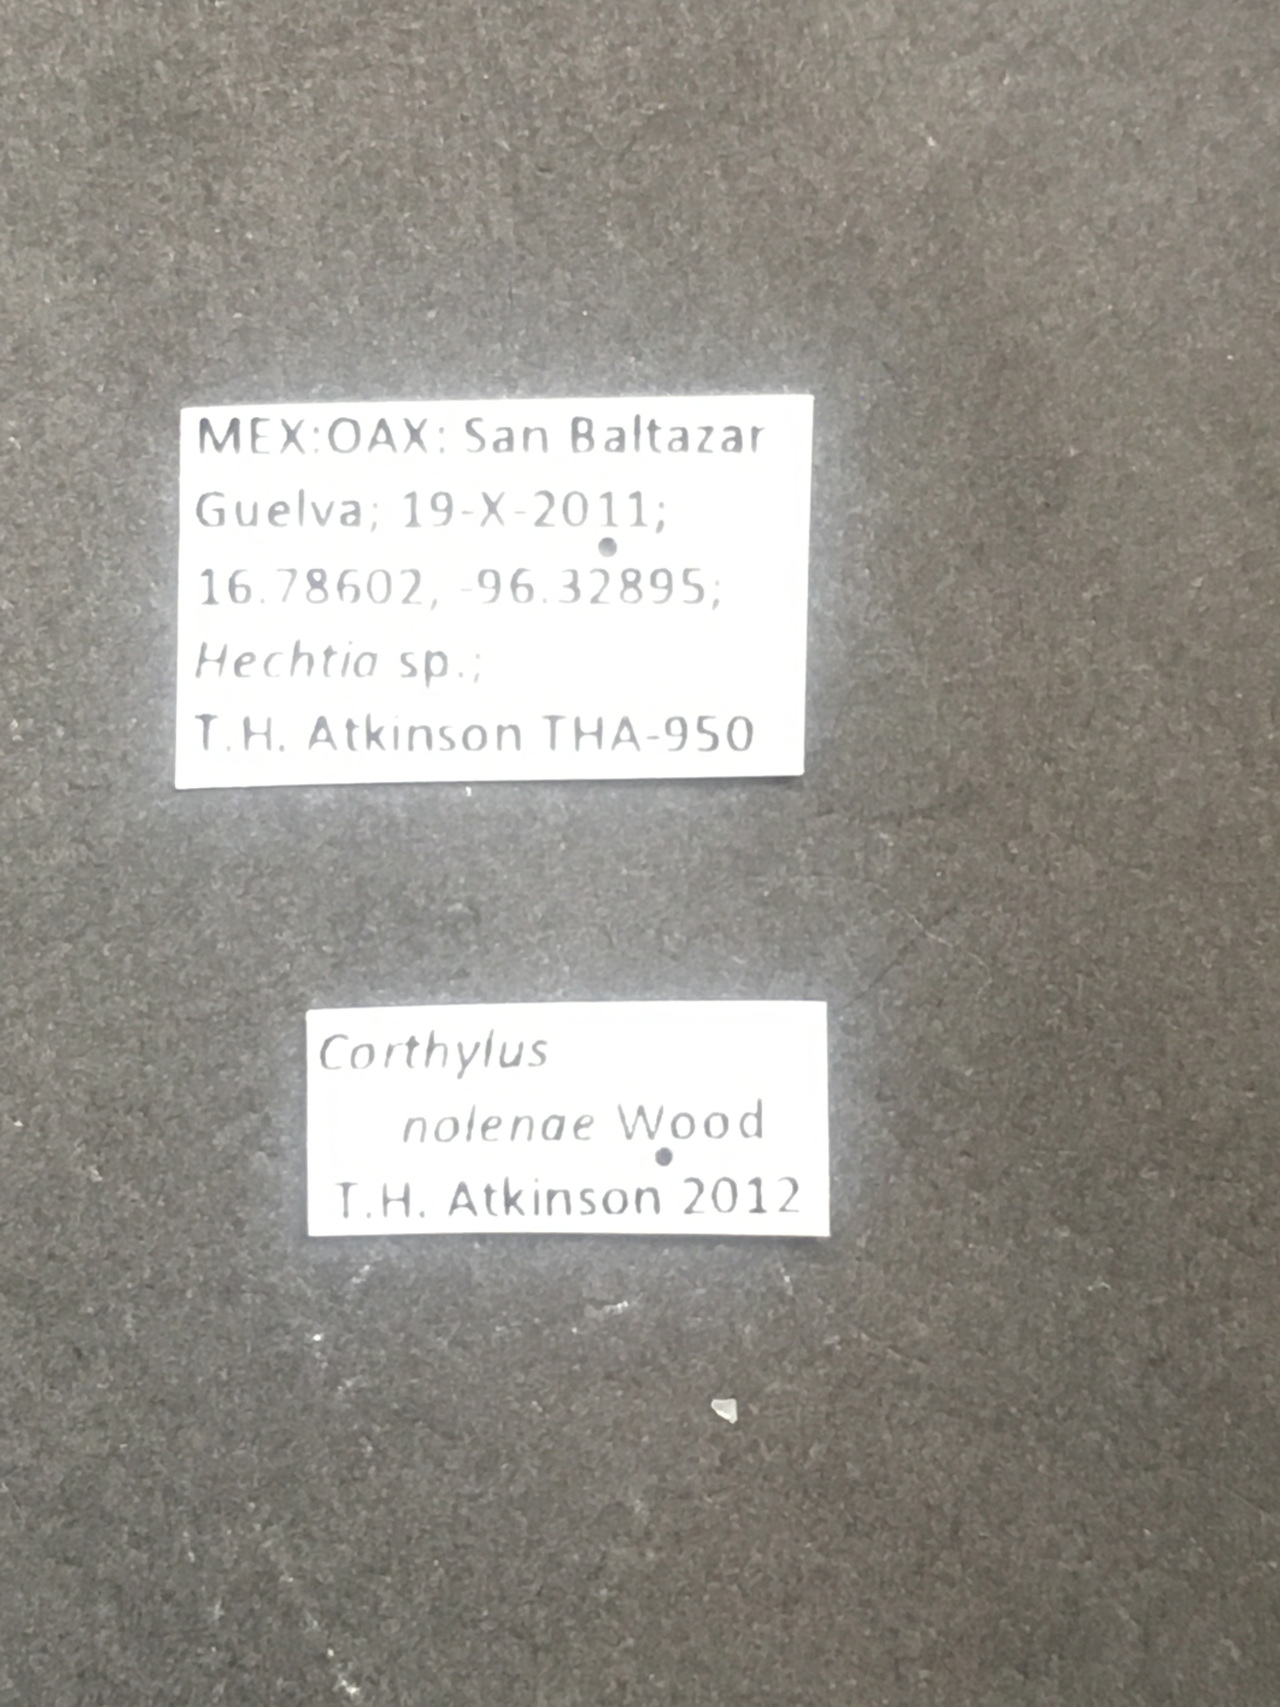 MEX:OAX: San Baltazar
Guelva; 19-X-2011;
16.78602, -96.32895;
Hechtia sp.;
T.H. Atkinson THA-950
Corthylus
nolenae Wood
T.H. Atkinson 2012